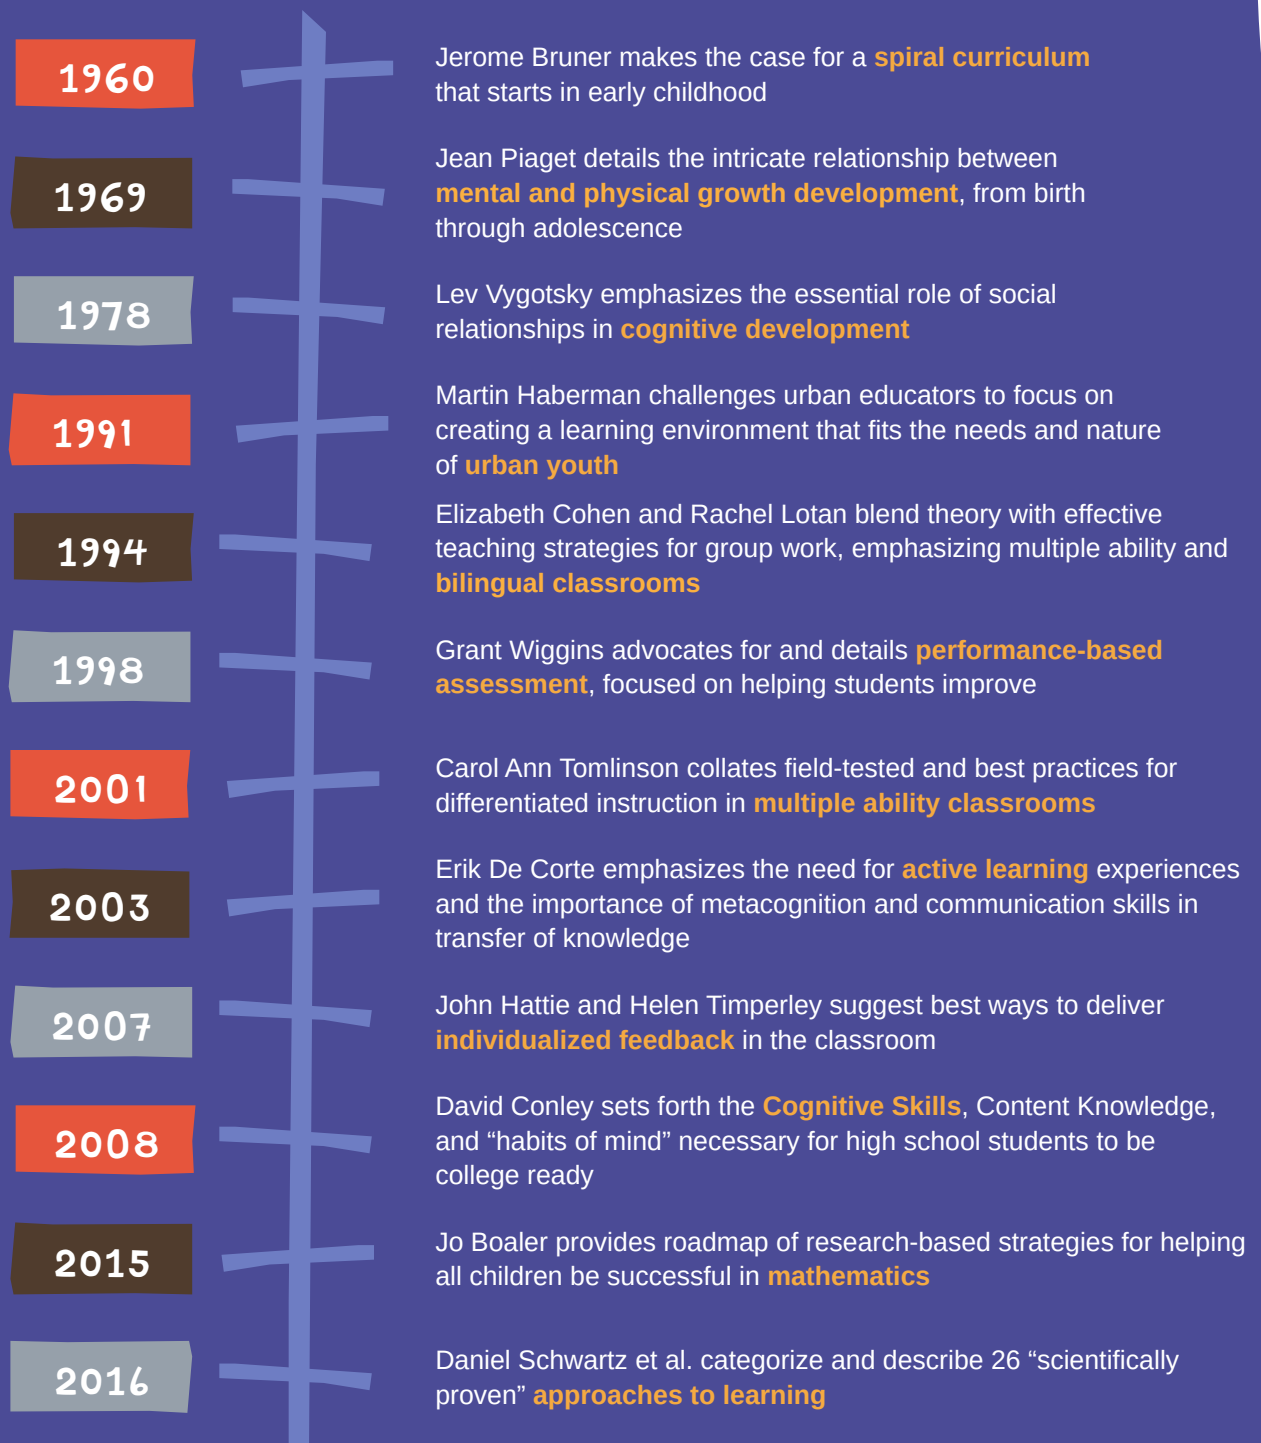 1960
Jerome Bruner makes the case for a spiral curriculum
that starts in early childhood
1969
Jean Piaget details the intricate relationship between
mental and physical growth development, from birth
through adolescence
1978
Lev Vygotsky emphasizes the essential role of social
relationships in cognitive development
1991
Martin Haberman challenges urban educators to focus on
creating a learning environment that fits the needs and nature
of urban youth
1994
Elizabeth Cohen and Rachel Lotan blend theory with effective
teaching strategies for group work, emphasizing multiple ability and
bilingual classrooms
1998
Grant Wiggins advocates for and details performance-based
assessment, focused on helping students improve
2001
Carol Ann Tomlinson collates field-tested and best practices for
differentiated instruction in multiple ability classrooms
2003
Erik De Corte emphasizes the need for active learning experiences
and the importance of metacognition and communication skills in
transfer of knowledge
2007
John Hattie and Helen Timperley suggest best ways to deliver
individualized feedback in the classroom
2008
David Conley sets forth the Cognitive Skills, Content Knowledge,
and “habits of mind” necessary for high school students to be
college ready
2015
Jo Boaler provides roadmap of research-based strategies for helping
all children be successful in mathematics
2016
Daniel Schwartz et al. categorize and describe 26 “scientifically
proven” approaches to learning